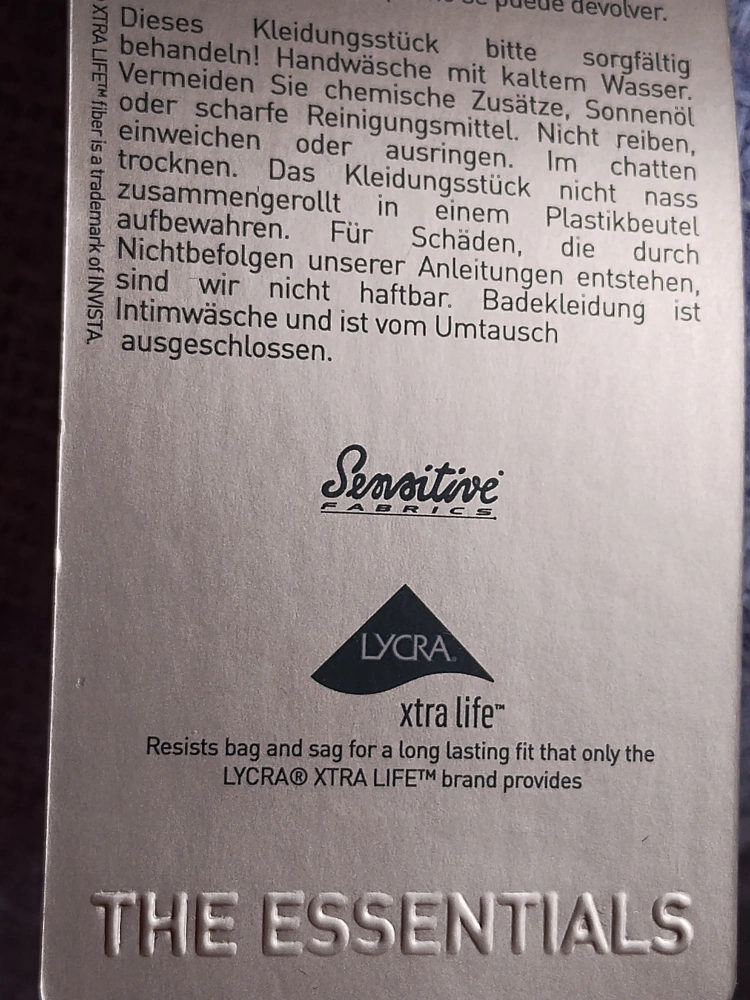 se puede devolver.
Dieses Kleidungsstück bitte sorgfältig
behandeln! Handwäsche mit kaltem Wasser.
Vermeiden Sie chemische Zusätze, Sonnenöl
oder scharfe Reinigungsmittel. Nicht reiben,
einweichen oder ausringen. Im chatten
trocknen. Das Kleidungsstück nicht nass
zusammengerollt in einem Plastikbeutel
aufbewahren. Für Schäden, die durch
Nichtbefolgen unserer Anleitungen entstehen,
sind wir nicht haftbar. Badekleidung ist
Intimwäsche und ist vom Umtausch
ausgeschlossen.
XTRA LIFE™ fiber is a trademark of INVISTA.
Sensitive
FABRICS
LYCRA®
xtra life™
Resists bag and sag for a long lasting fit that only the
LYCRA® XTRA LIFE™ brand provides
THE ESSENTIALS